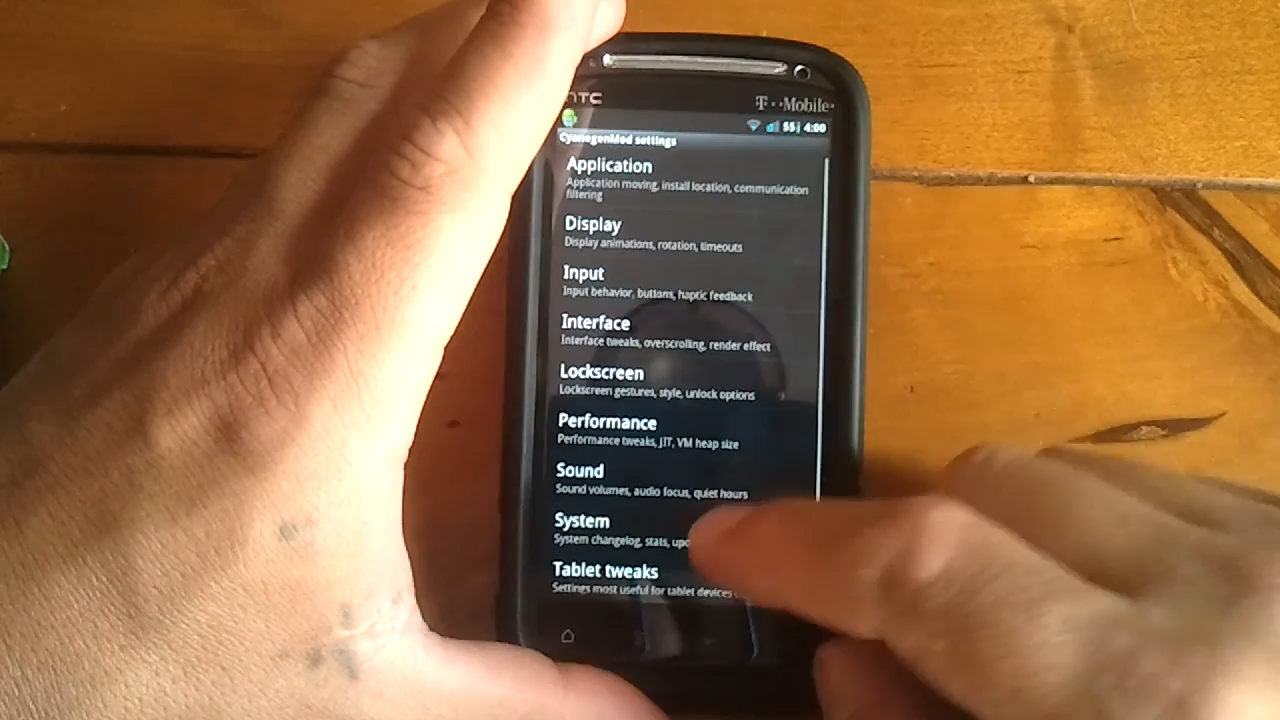 HTC
T··Mobile·
55 4:00
CyanogenMod settings
Application
Application moving, install location, communication
filtering
Display
Display animations, rotation, timeouts
Input
Input behavior, buttons, haptic feedback
Interface
Interface tweaks, overscrolling, render effect
Lockscreen
Lockscreen gestures, style, unlock options
Performance
Performance tweaks, JIT, VM heap size
Sound
Sound volumes, audio focus, quiet hours
System
System changelog, stats,
Tablet tweaks
Settings most useful for tablet devices